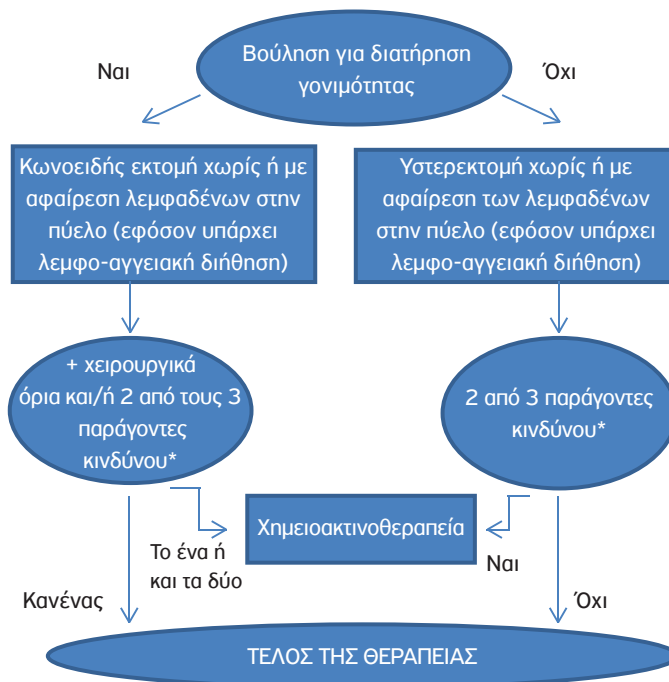 Βούληση για διατήρηση
γονιμότητας
Ναι
Όχι
Κωνοειδής εκτομή χωρίς ή με
αφαίρεση λεμφαδένων στην
πύελο (εφόσον υπάρχει
λεμφο-αγγειακή διήθηση)
Υστερεκτομή χωρίς ή με
αφαίρεση των λεμφαδένων
στην πύελο (εφόσον υπάρχει
λεμφο-αγγειακή διήθηση)
+ χειρουργικά
όρια και/ή 2 από τους 3
παράγοντες
κινδύνου*
2 από 3 παράγοντες
κινδύνου*
Χημειοακτινοθεραπεία
Το ένα ή
και τα δύο
Ναι
Κανένας
Όχι
ΤΕΛΟΣ ΤΗΣ ΘΕΡΑΠΕΙΑΣ